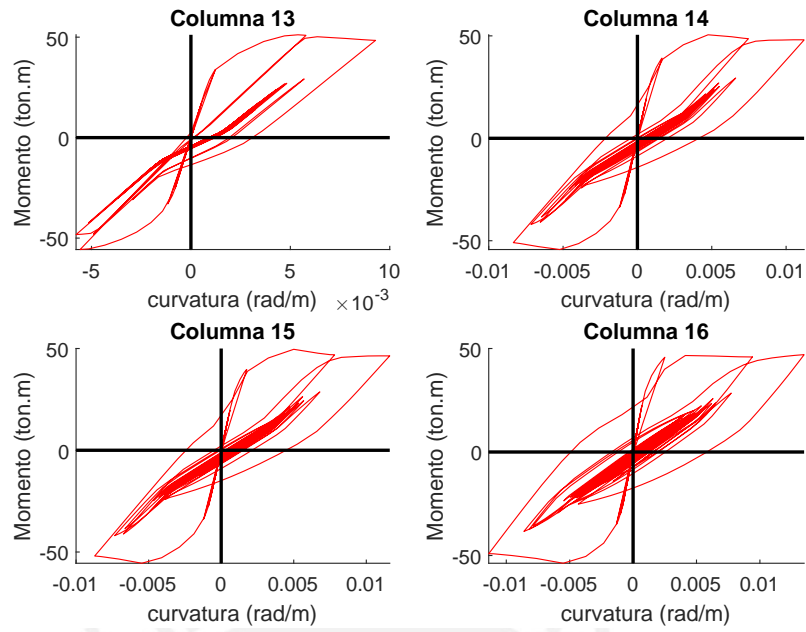 Columna 13
Momento (ton.m)
50
0
-50
-5
0
5
10
curvatura (rad/m)
×10^-3
Columna 14
Momento (ton.m)
50
0
-50
-0.01
-0.005
0
0.005
0.01
curvatura (rad/m)
Columna 15
Momento (ton.m)
50
0
-50
-0.01
-0.005
0
0.005
0.01
curvatura (rad/m)
Columna 16
Momento (ton.m)
50
0
-50
-0.01
-0.005
0
0.005
0.01
curvatura (rad/m)